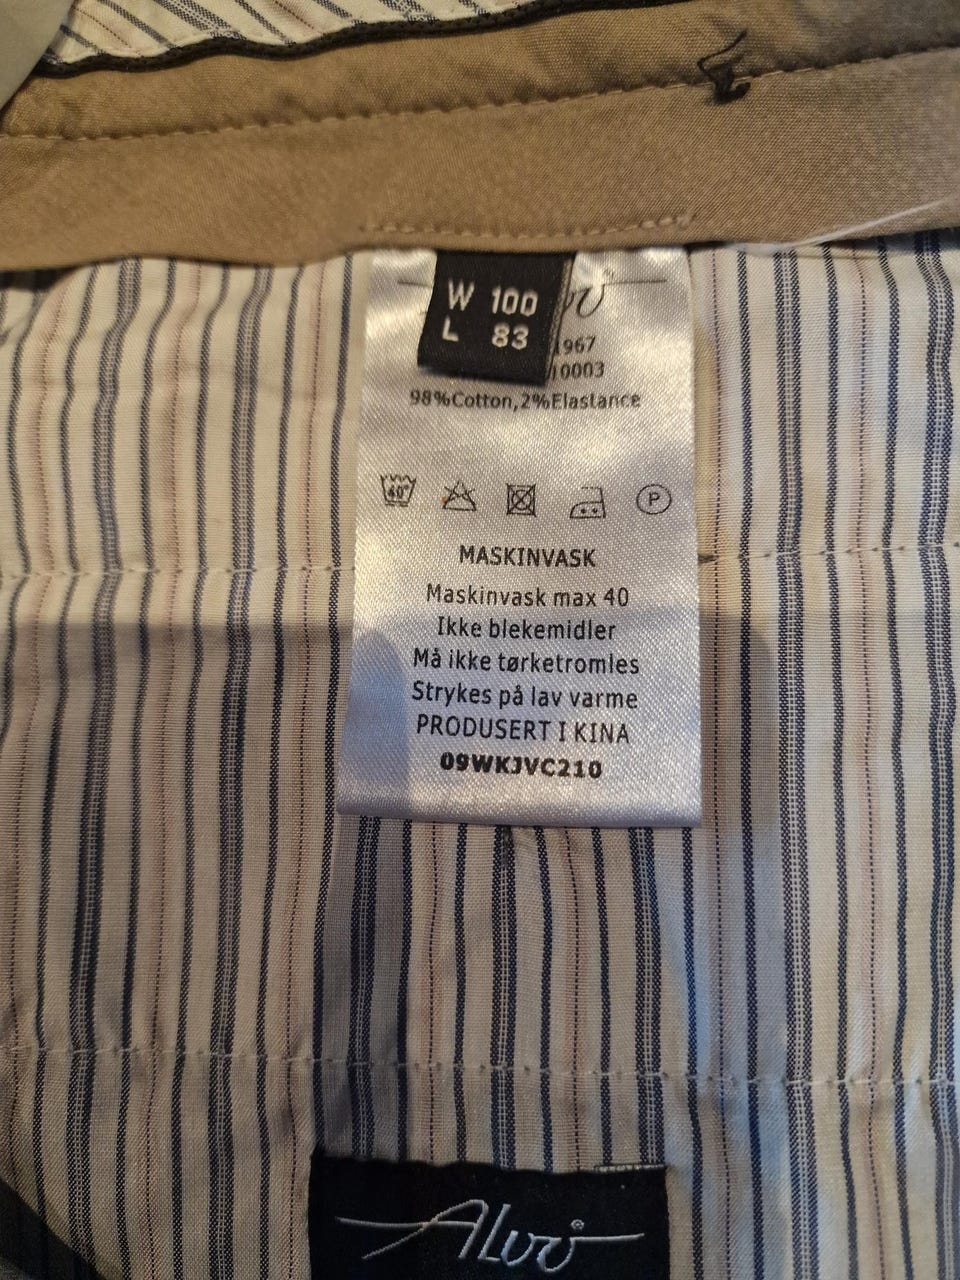 W 100
L 83
1967
10003
98%Cotton,2%Elastance
40°
P
MASKINVASK
Maskinvask max 40
Ikke blekemidler
Må ikke tørketromles
Strykes på lav varme
PRODUSERT I KINA
09WKJVC210
ALvo